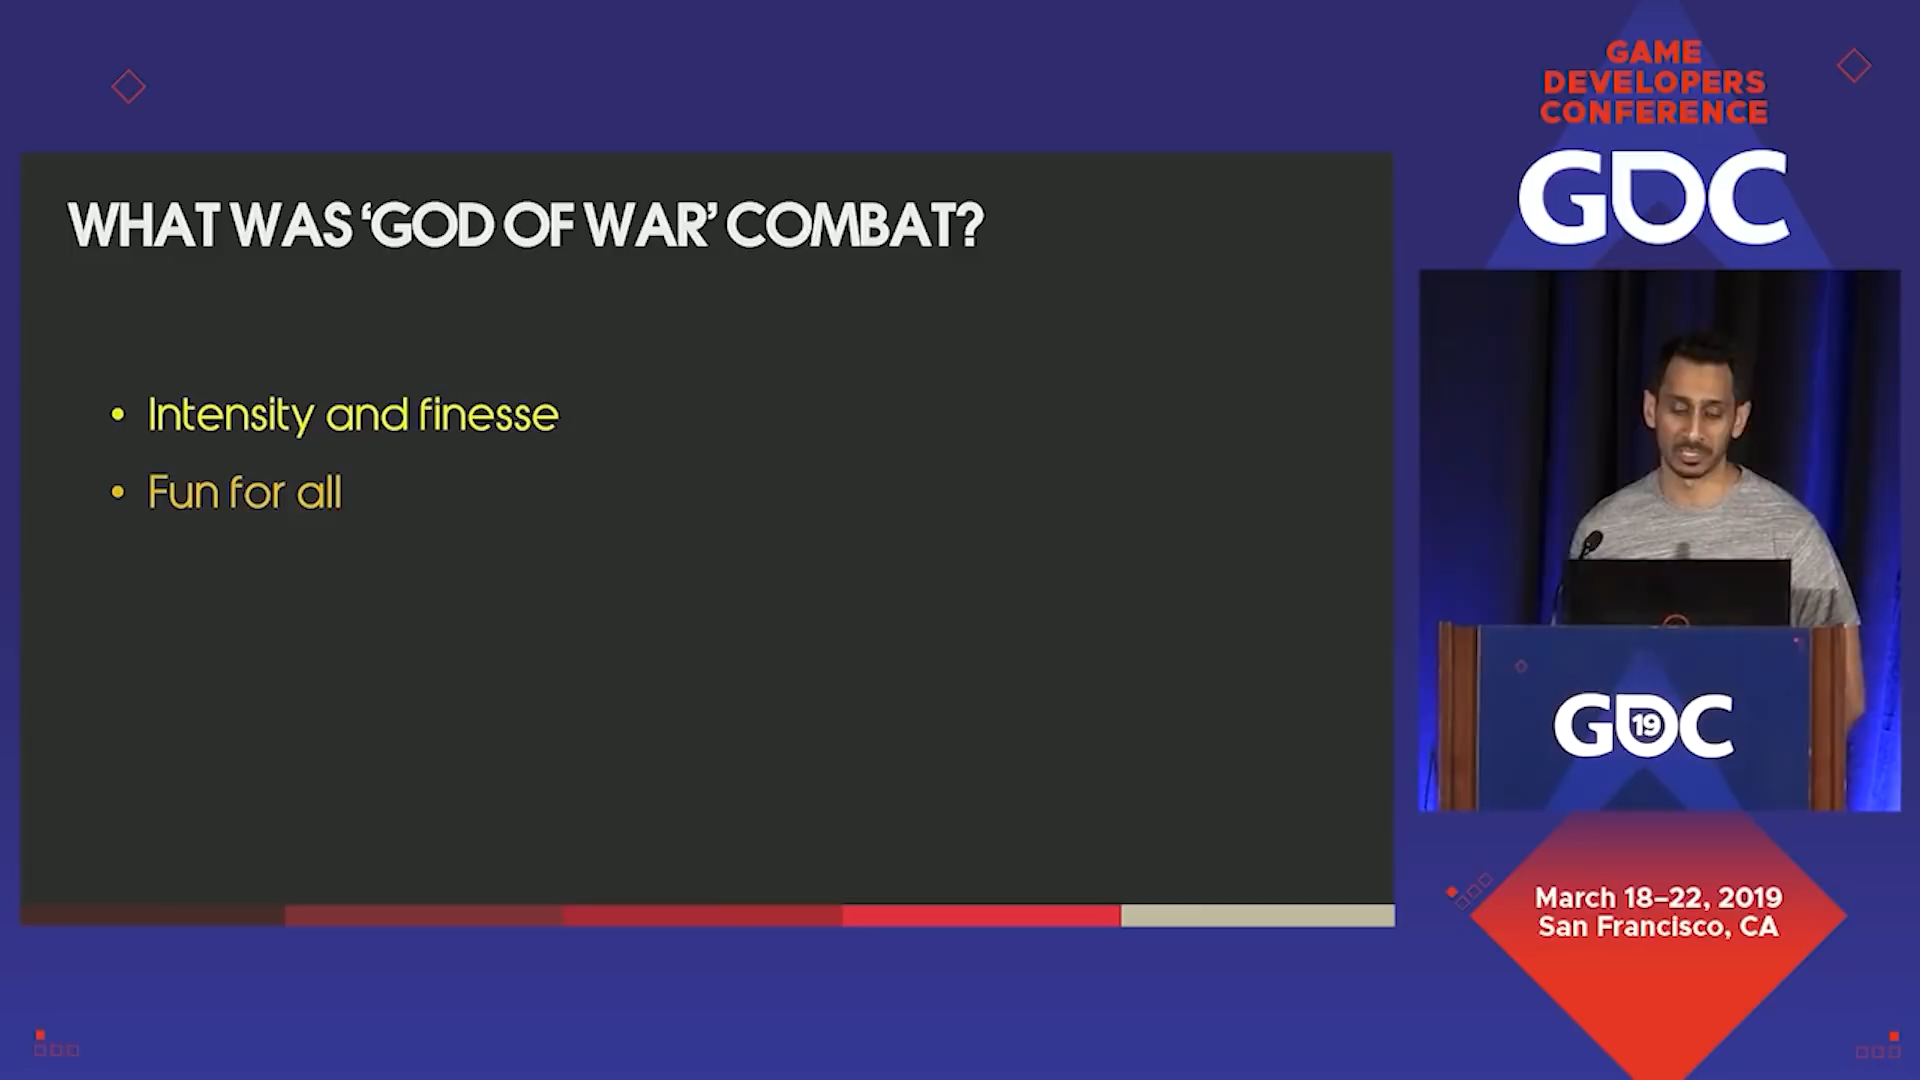 WHAT WAS ‘GOD OF WAR’ COMBAT?
• Intensity and finesse
• Fun for all
GAME
DEVELOPERS
CONFERENCE
GDC
GDC
19
March 18–22, 2019
San Francisco, CA